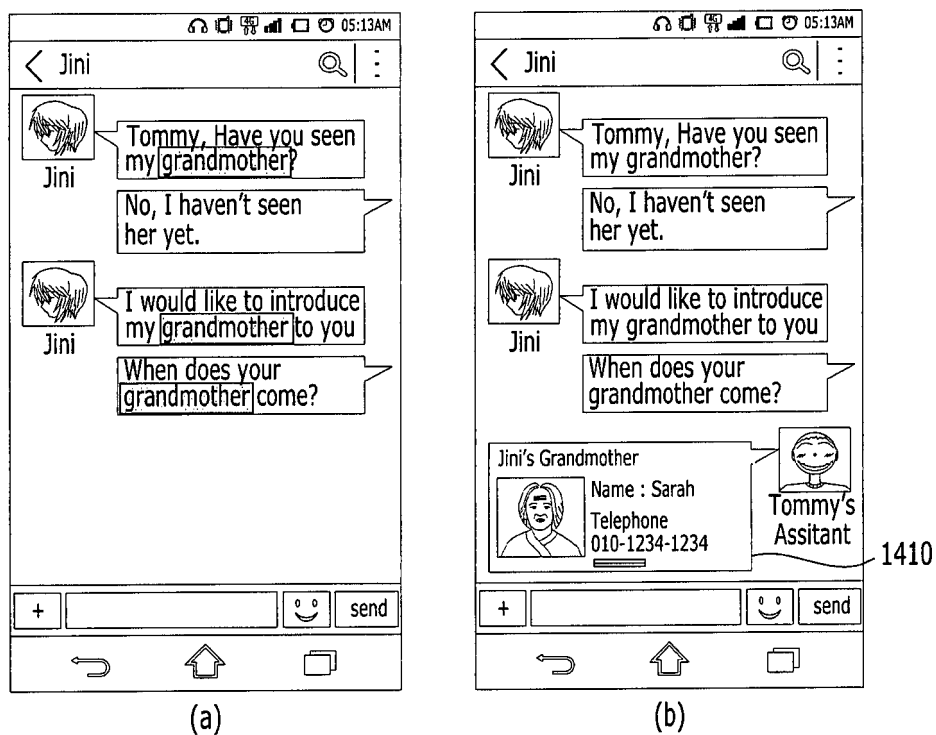 4G 05:13AM
Jini
Tommy, Have you seen
my grandmother?
Jini
No, I haven't seen
her yet.
I would like to introduce
my grandmother to you
Jini
When does your
grandmother come?
+ send
(a)
4G 05:13AM
Jini
Tommy, Have you seen
my grandmother?
Jini
No, I haven't seen
her yet.
I would like to introduce
my grandmother to you
Jini
When does your
grandmother come?
Jini's Grandmother
Name : Sarah
Telephone
010-1234-1234
Tommy's
Assitant
1410
+ send
(b)